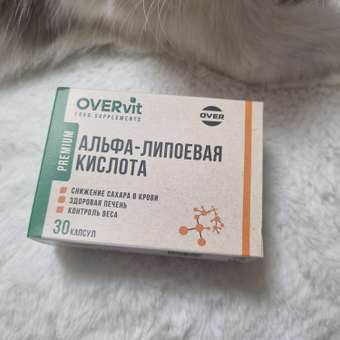 OVERvit
FOOD SUPPLEMENTS
OVER
PREMIUM
АЛЬФА-ЛИПОЕВАЯ
КИСЛОТА
СНИЖЕНИЕ САХАРА В КРОВИ
ЗДОРОВАЯ ПЕЧЕНЬ
КОНТРОЛЬ ВЕСА
30 КАПСУЛ